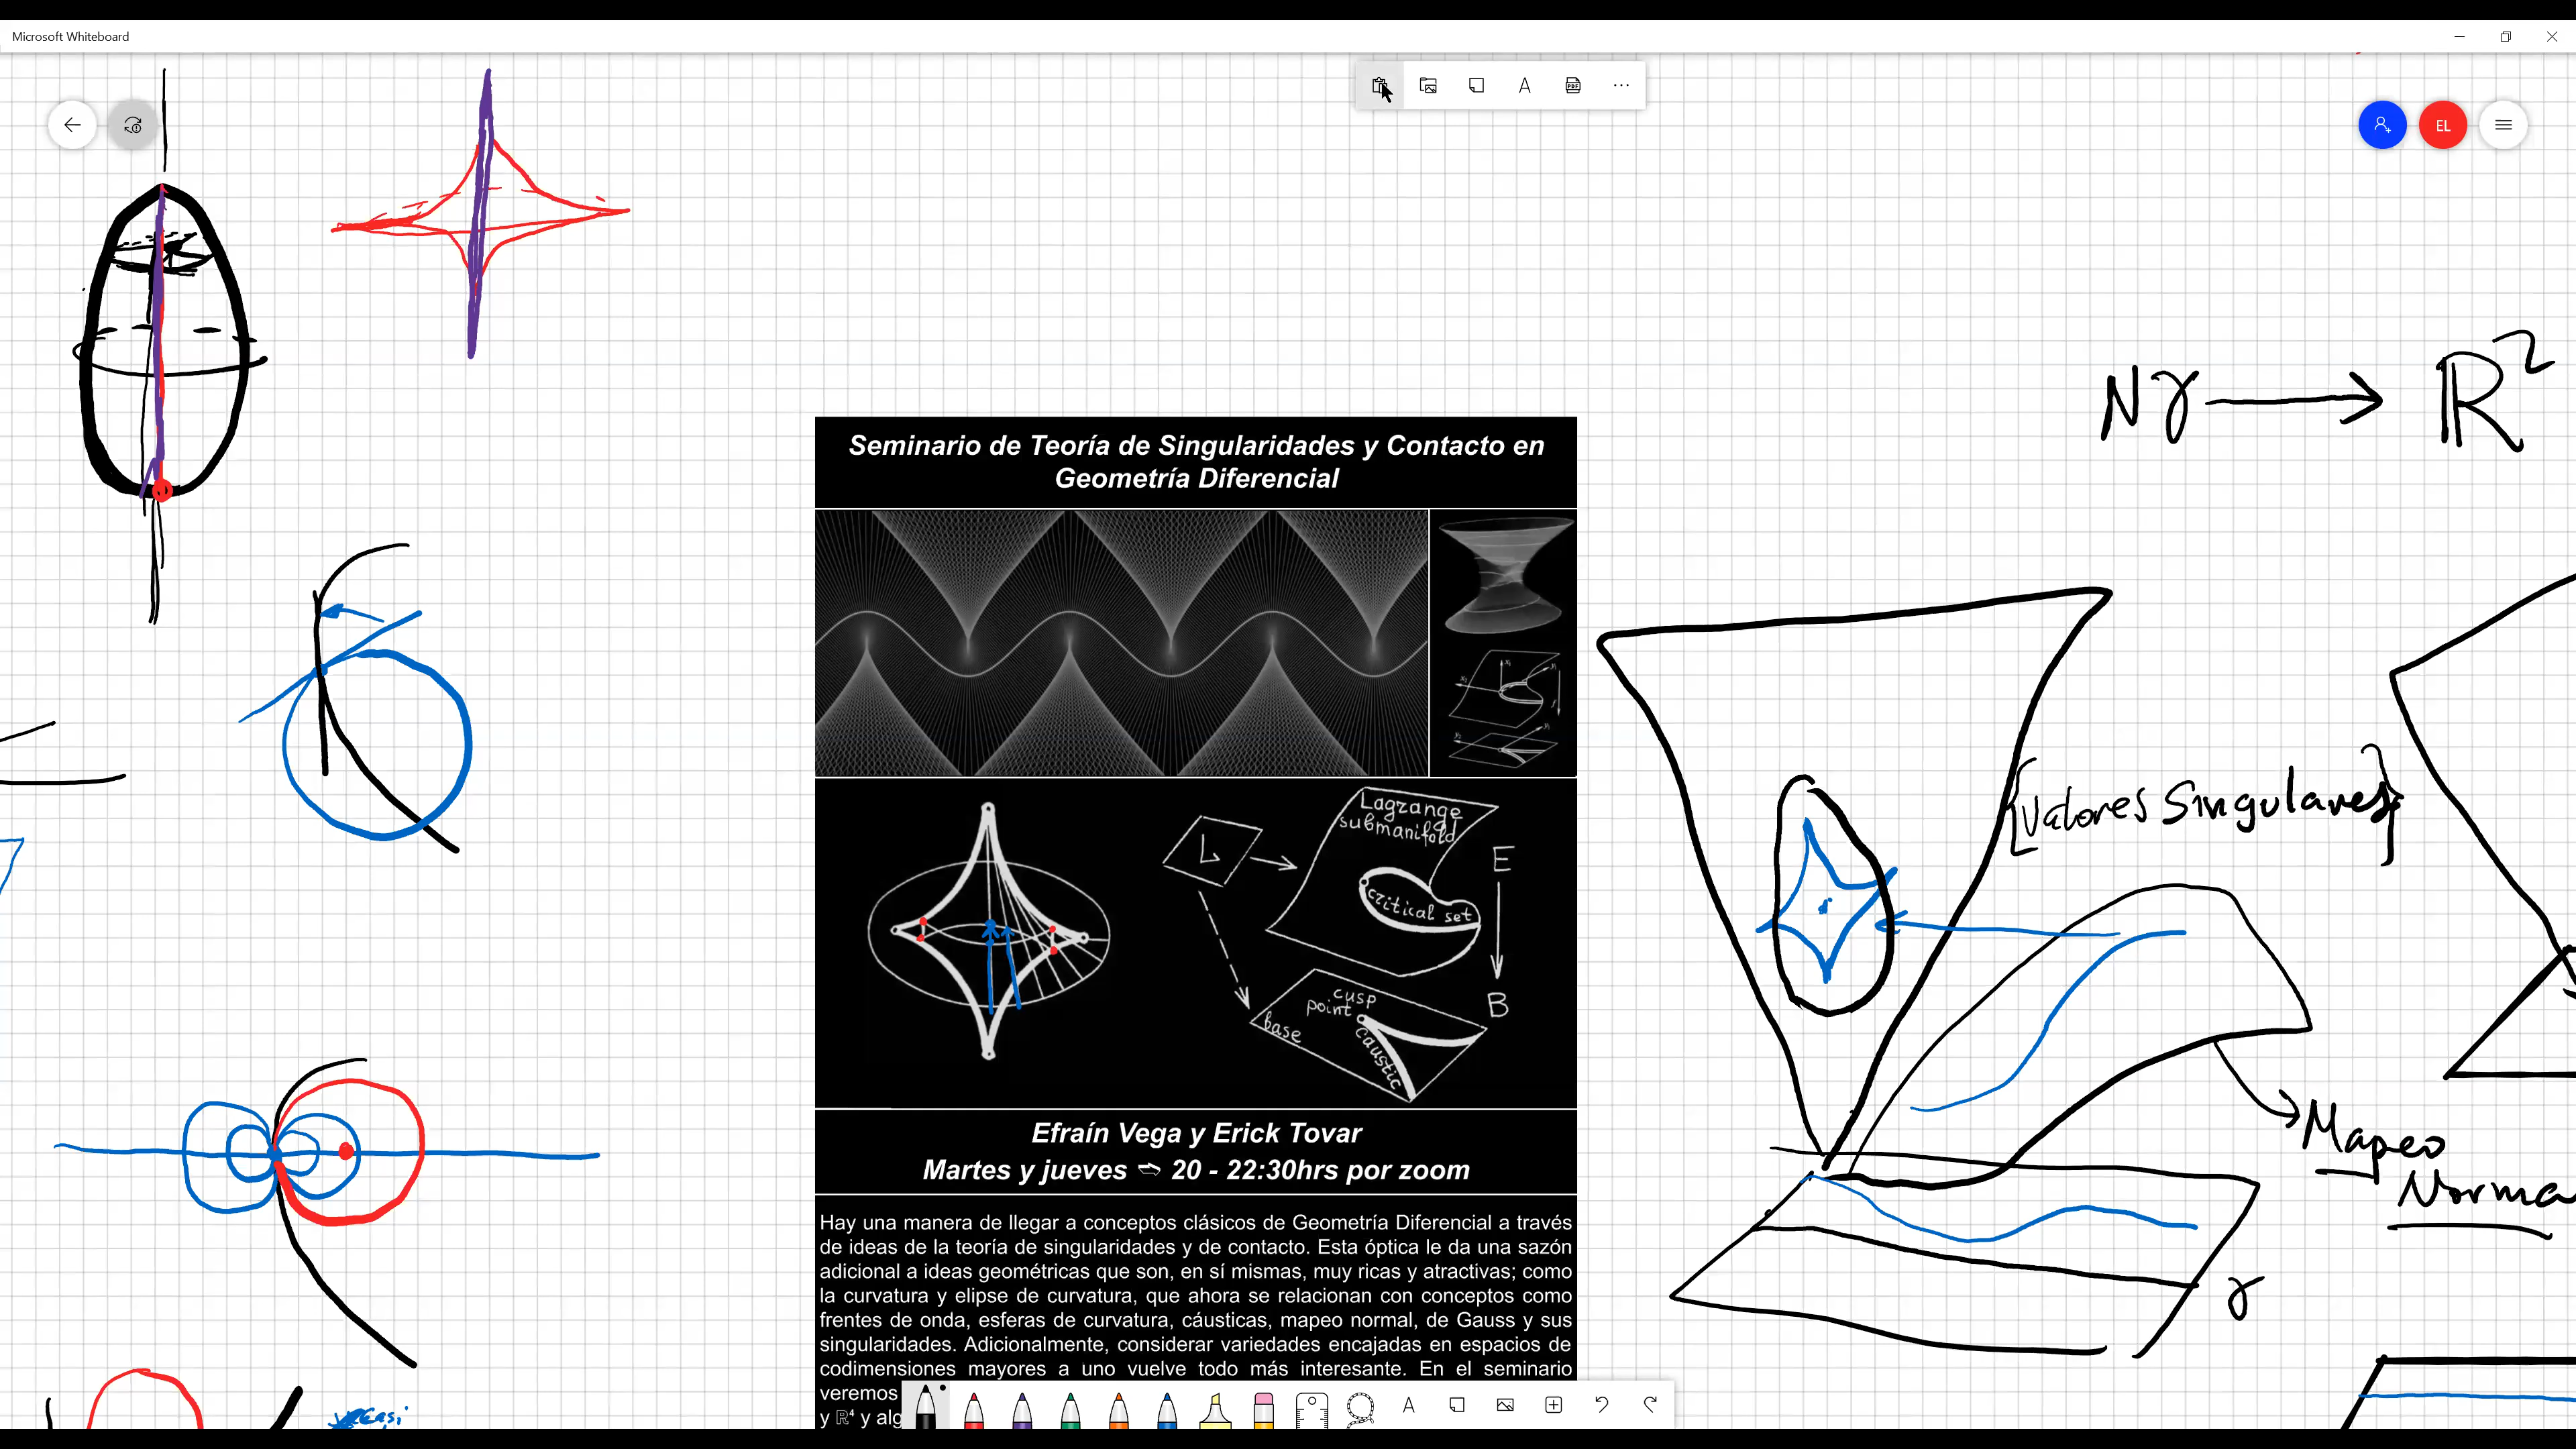 Microsoft Whiteboard
A
PDF
EL
Nγ → ℝ²
Seminario de Teoría de Singularidades y Contacto en
Geometría Diferencial
{Valores Singulares}
Lagrange
submanifold
L
E
critical set
B
cusp
point
base
caustic
Mapeo
Norma
γ
Efraín Vega y Erick Tovar
Martes y jueves ⇨ 20 - 22:30hrs por zoom
Hay una manera de llegar a conceptos clásicos de Geometría Diferencial a través
de ideas de la teoría de singularidades y de contacto. Esta óptica le da una sazón
adicional a ideas geométricas que son, en sí mismas, muy ricas y atractivas; como
la curvatura y elipse de curvatura, que ahora se relacionan con conceptos como
frentes de onda, esferas de curvatura, cáusticas, mapeo normal, de Gauss y sus
singularidades. Adicionalmente, considerar variedades encajadas en espacios de
codimensiones mayores a uno vuelve todo más interesante. En el seminario
veremos
y ℝ⁴ y alg
A